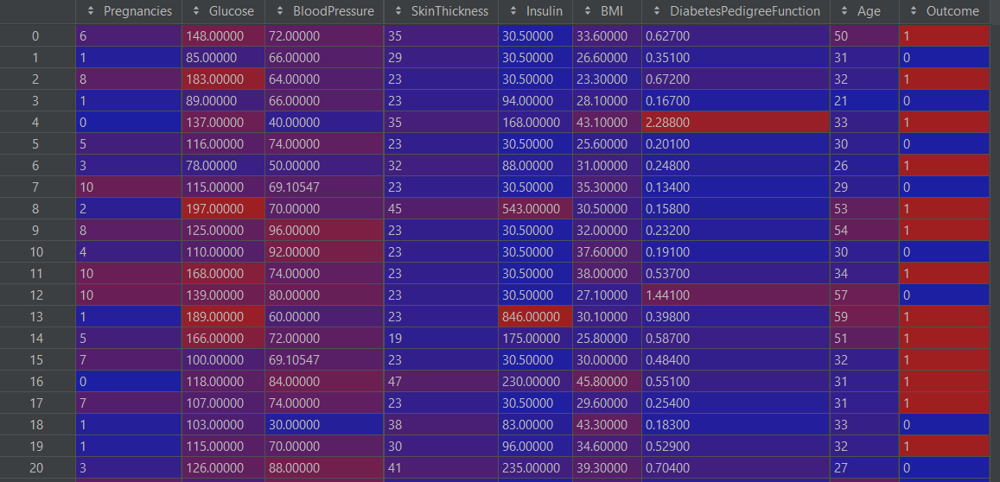 Pregnancies Glucose BloodPressure SkinThickness Insulin BMI DiabetesPedigreeFunction Age Outcome
0 6 148.00000 72.00000 35 30.50000 33.60000 0.62700 50 1
1 1 85.00000 66.00000 29 30.50000 26.60000 0.35100 31 0
2 8 183.00000 64.00000 23 30.50000 23.30000 0.67200 32 1
3 1 89.00000 66.00000 23 94.00000 28.10000 0.16700 21 0
4 0 137.00000 40.00000 35 168.00000 43.10000 2.28800 33 1
5 5 116.00000 74.00000 23 30.50000 25.60000 0.20100 30 0
6 3 78.00000 50.00000 32 88.00000 31.00000 0.24800 26 1
7 10 115.00000 69.10547 23 30.50000 35.30000 0.13400 29 0
8 2 197.00000 70.00000 45 543.00000 30.50000 0.15800 53 1
9 8 125.00000 96.00000 23 30.50000 32.00000 0.23200 54 1
10 4 110.00000 92.00000 23 30.50000 37.60000 0.19100 30 0
11 10 168.00000 74.00000 23 30.50000 38.00000 0.53700 34 1
12 10 139.00000 80.00000 23 30.50000 27.10000 1.44100 57 0
13 1 189.00000 60.00000 23 846.00000 30.10000 0.39800 59 1
14 5 166.00000 72.00000 19 175.00000 25.80000 0.58700 51 1
15 7 100.00000 69.10547 23 30.50000 30.00000 0.48400 32 1
16 0 118.00000 84.00000 47 230.00000 45.80000 0.55100 31 1
17 7 107.00000 74.00000 23 30.50000 29.60000 0.25400 31 1
18 1 103.00000 30.00000 38 83.00000 43.30000 0.18300 33 0
19 1 115.00000 70.00000 30 96.00000 34.60000 0.52900 32 1
20 3 126.00000 88.00000 41 235.00000 39.30000 0.70400 27 0